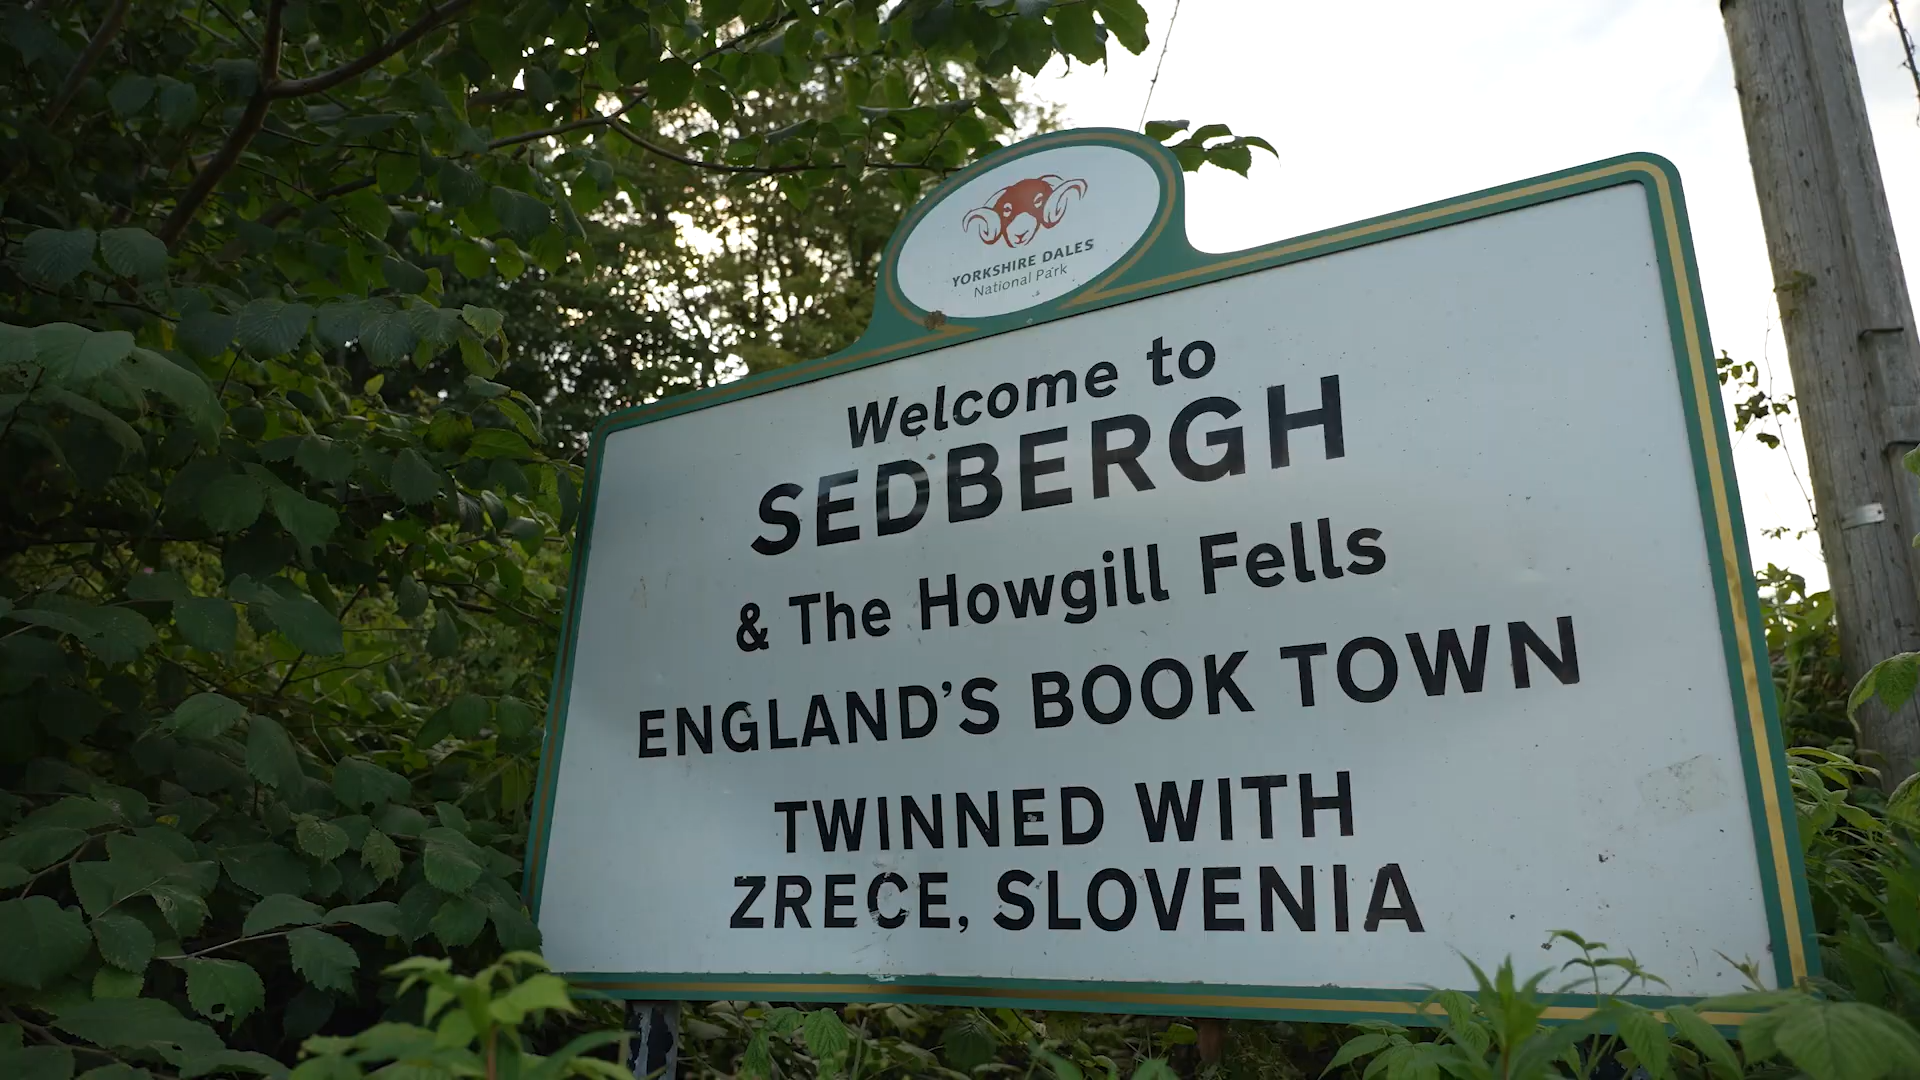 YORKSHIRE DALES
National Park
Welcome to
SEDBERGH
& The Howgill Fells
ENGLAND'S BOOK TOWN
TWINNED WITH
ZRECE, SLOVENIA